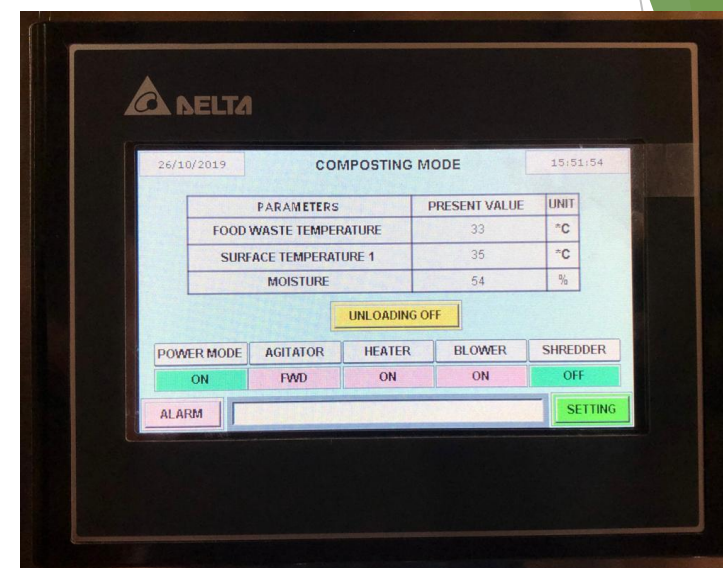 DELTA
26/10/2019 COMPOSTING MODE 15:51:54
PARAMETERS PRESENT VALUE UNIT
FOOD WASTE TEMPERATURE 33 °C
SURFACE TEMPERATURE 1 35 °C
MOISTURE 54 %
UNLOADING OFF
POWER MODE AGITATOR HEATER BLOWER SHREDDER
ON FWD ON ON OFF
ALARM SETTING